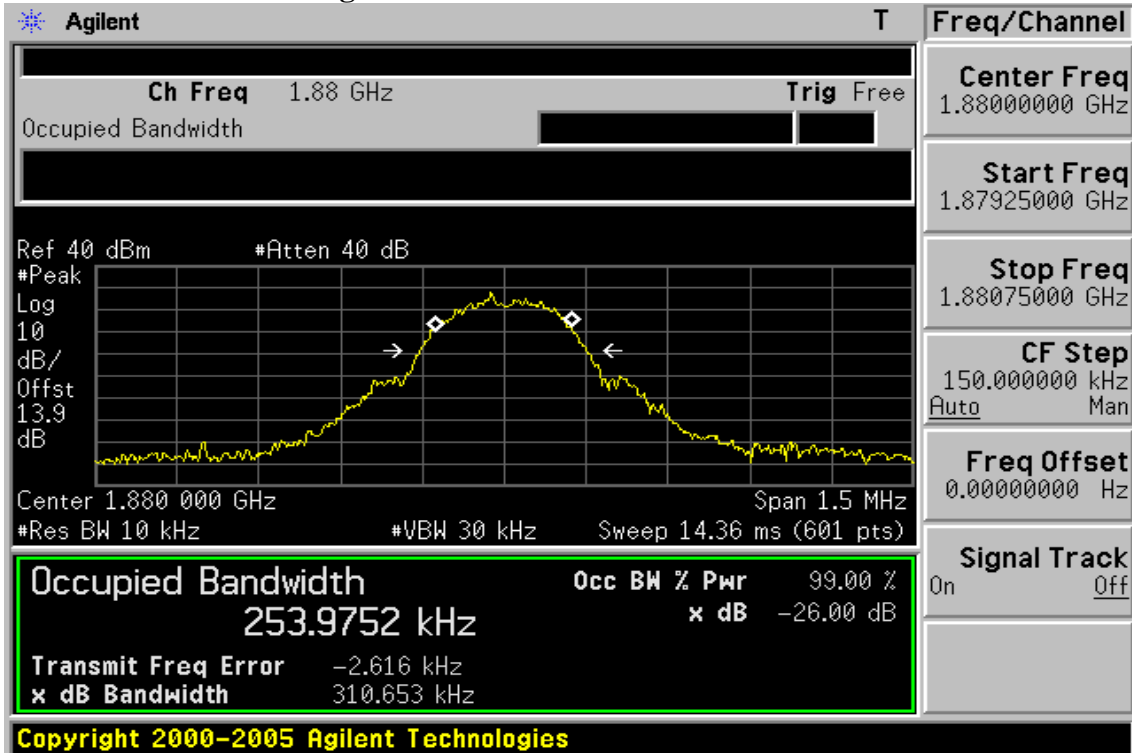 Agilent T
Freq/Channel
Ch Freq 1.88 GHz Trig Free
Occupied Bandwidth
Center Freq
1.88000000 GHz
Start Freq
1.87925000 GHz
Stop Freq
1.88075000 GHz
CF Step
150.000000 kHz
Auto Man
Freq Offset
0.00000000 Hz
Signal Track
On Off
Ref 40 dBm #Atten 40 dB
#Peak
Log
10
dB/
Offst
13.9
dB
Center 1.880 000 GHz Span 1.5 MHz
#Res BW 10 kHz #VBW 30 kHz Sweep 14.36 ms (601 pts)
Occupied Bandwidth Occ BW % Pwr 99.00 %
253.9752 kHz x dB -26.00 dB
Transmit Freq Error -2.616 kHz
x dB Bandwidth 310.653 kHz
Copyright 2000-2005 Agilent Technologies